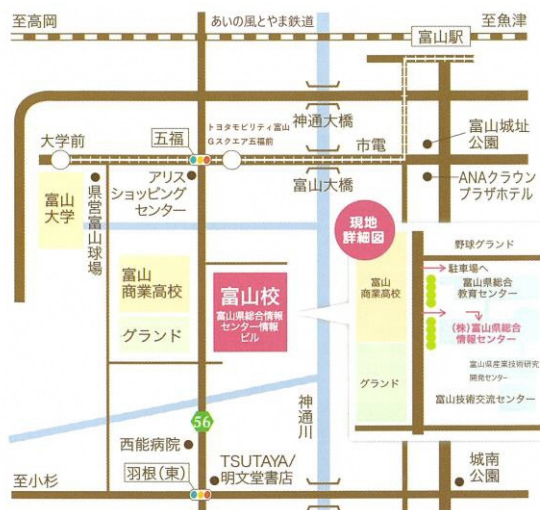 至高岡
あいの風とやま鉄道
至魚津
富山駅
神通大橋
トヨタモビリティ富山
Gスクエア五福前
大学前
五福
市電
富山城址
公園
アリス
ショッピング
センター
富山大橋
ANAクラウン
プラザホテル
富山
大学
県営富山球場
現地
詳細図
野球グランド
駐車場へ
富山県総合
教育センター
富山
商業高校
富山
商業高校
富山校
富山県総合情報
センター情報
ビル
(株)富山県総合
情報センター
グランド
グランド
富山県産業技術研究
開発センター
富山技術交流センター
神通川
56
西能病院
TSUTAYA/
明文堂書店
城南
公園
至小杉
羽根(東)